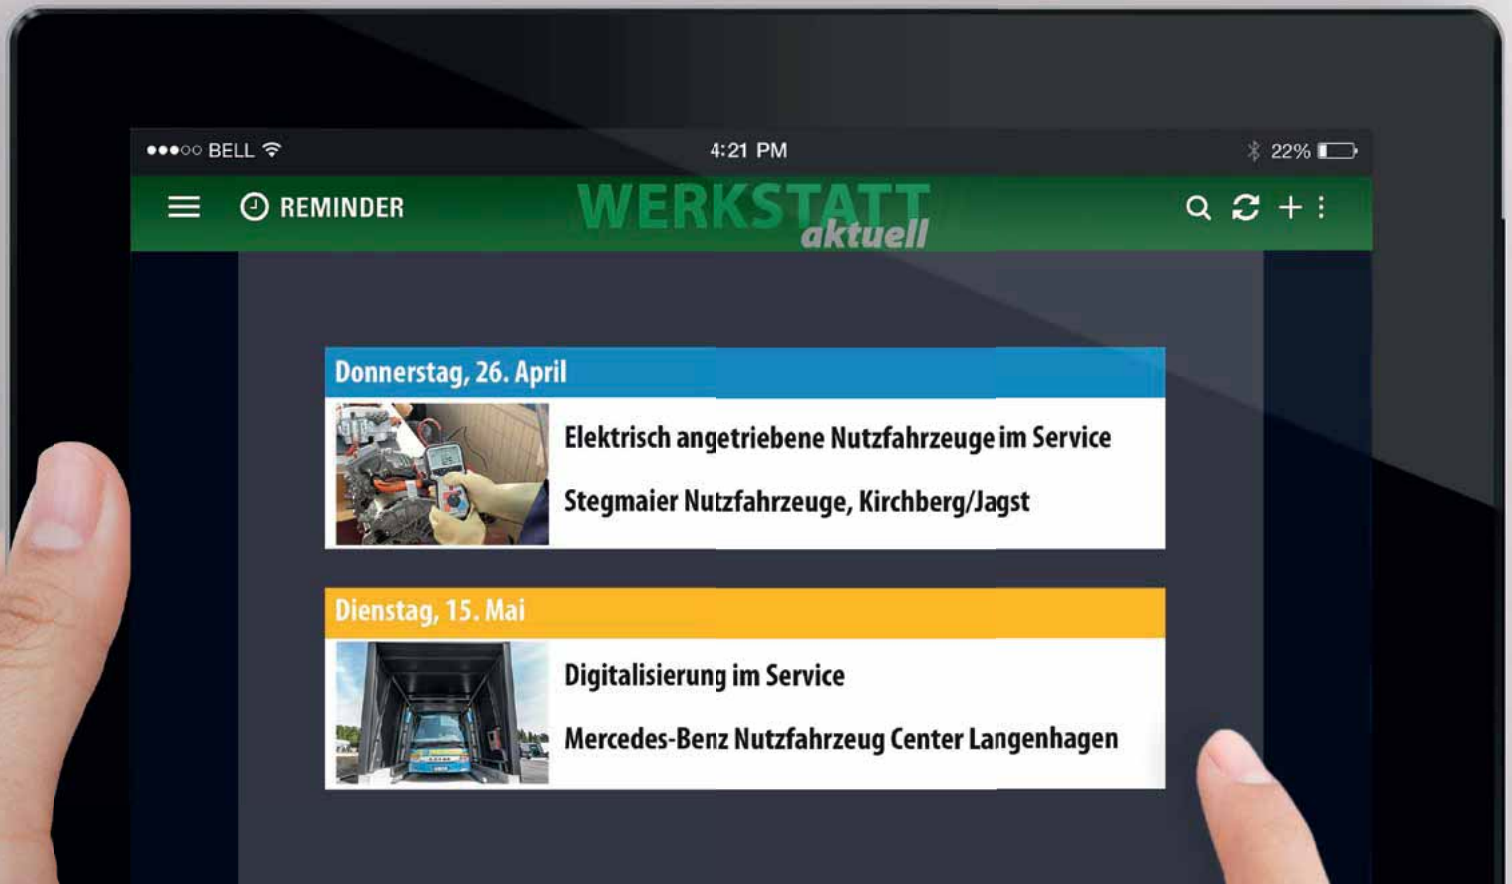 BELL
4:21 PM
22%
REMINDER
WERKSTATT
aktuell
Donnerstag, 26. April
Elektrisch angetriebene Nutzfahrzeuge im Service
Stegmaier Nutzfahrzeuge, Kirchberg/Jagst
Dienstag, 15. Mai
Digitalisierung im Service
Mercedes-Benz Nutzfahrzeug Center Langenhagen